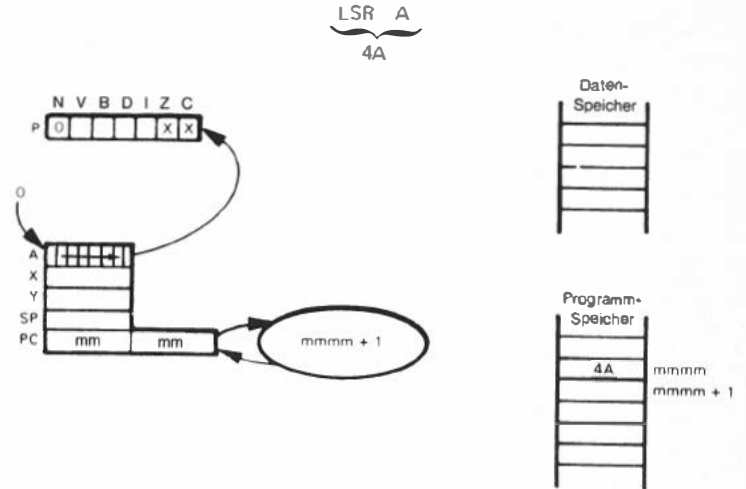 LSR A
4A
N V B D I Z C
P 0 X X
0
A
X
Y
SP
PC mm mm
mmmm + 1
Daten-
Speicher
Programm-
Speicher
4A mmmm
mmmm + 1